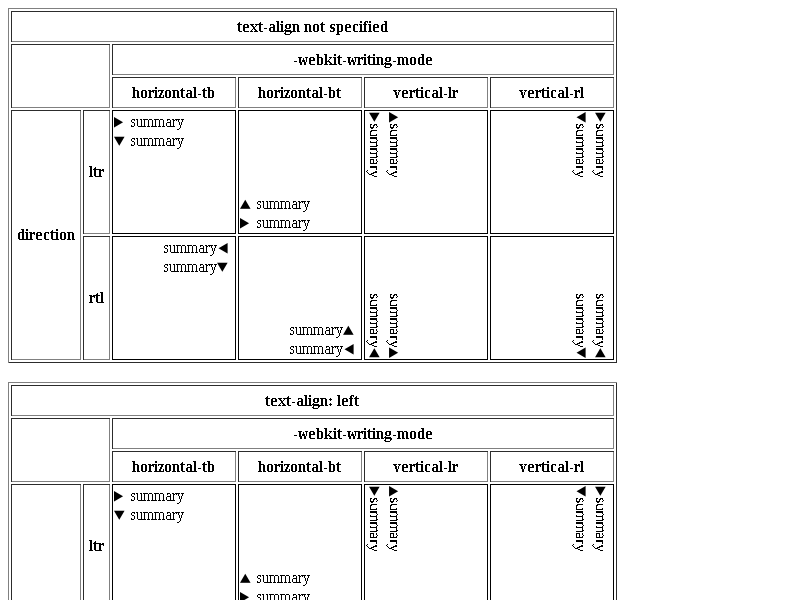 text-align not specified
-webkit-writing-mode
horizontal-tb horizontal-bt vertical-lr vertical-rl
direction
ltr
▶ summary
▼ summary
▲ summary
▶ summary
▼ summary
▶ summary
◀ summary
▼ summary
rtl
summary◀
summary▼
summary▲
summary◀
summary▲
summary▶
summary◀
summary▲
text-align: left
-webkit-writing-mode
horizontal-tb horizontal-bt vertical-lr vertical-rl
ltr
▶ summary
▼ summary
▲ summary
▶ summary
▼ summary
▶ summary
◀ summary
▼ summary